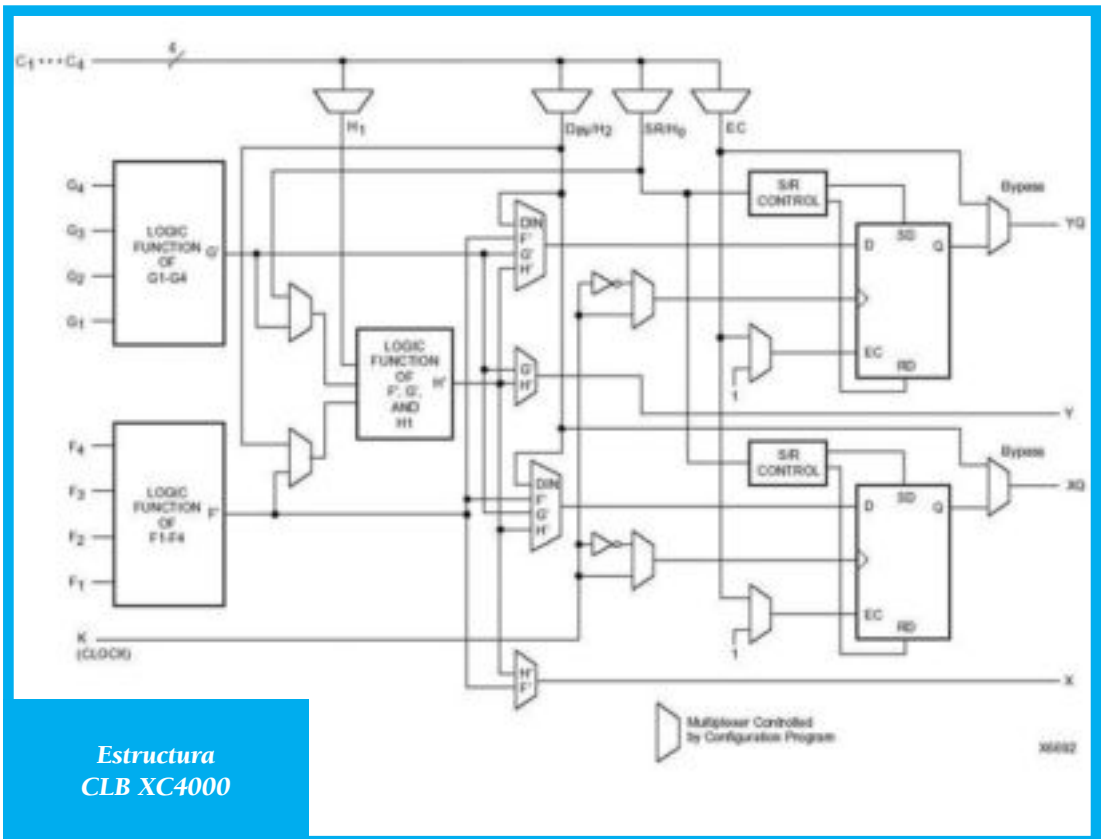 4
C1 ••• C4
H1
DIN/H2
SR/H0
EC
G4
G3
G2
G1
LOGIC
FUNCTION
OF
G1-G4
G'
DIN
F'
G'
H'
S/R
CONTROL
Bypass
YQ
D
SD
Q
EC
RD
1
LOGIC
FUNCTION
OF
F', G',
AND
H1
H'
G'
H'
Y
F4
F3
F2
F1
LOGIC
FUNCTION
OF
F1-F4
F'
DIN
F'
G'
H'
S/R
CONTROL
Bypass
XQ
D
SD
Q
EC
RD
1
K
(CLOCK)
H'
F'
X
Multiplexer Controlled
by Configuration Program
X6692
Estructura
CLB XC4000